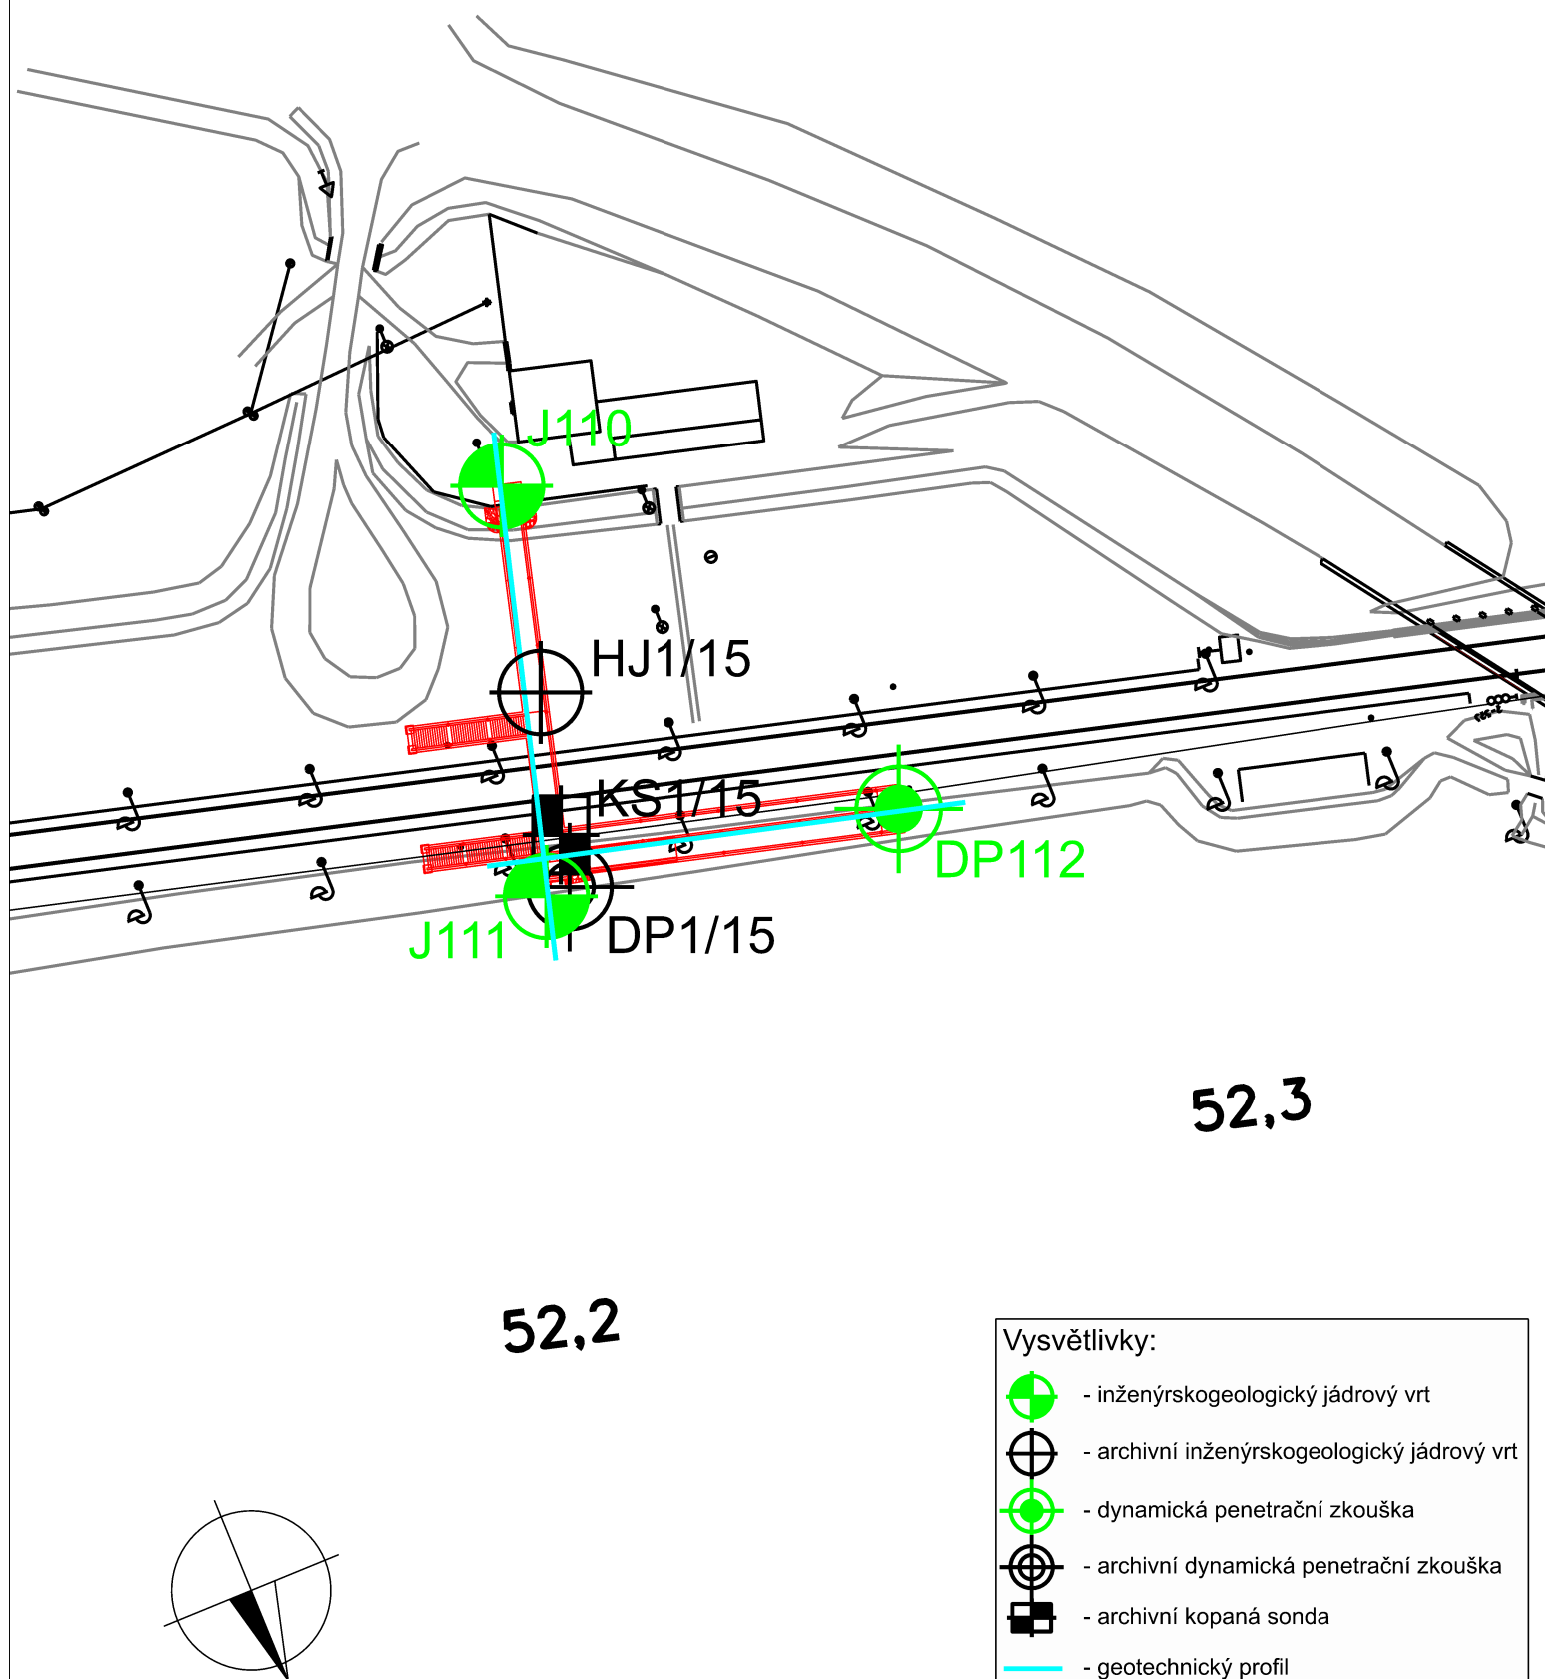 J110
HJ1/15
KS1/15
DP112
J111
DP1/15
52,3
52,2
Vysvětlivky:
- inženýrskogeologický jádrový vrt
- archivní inženýrskogeologický jádrový vrt
- dynamická penetrační zkouška
- archivní dynamická penetrační zkouška
- archivní kopaná sonda
- geotechnický profil